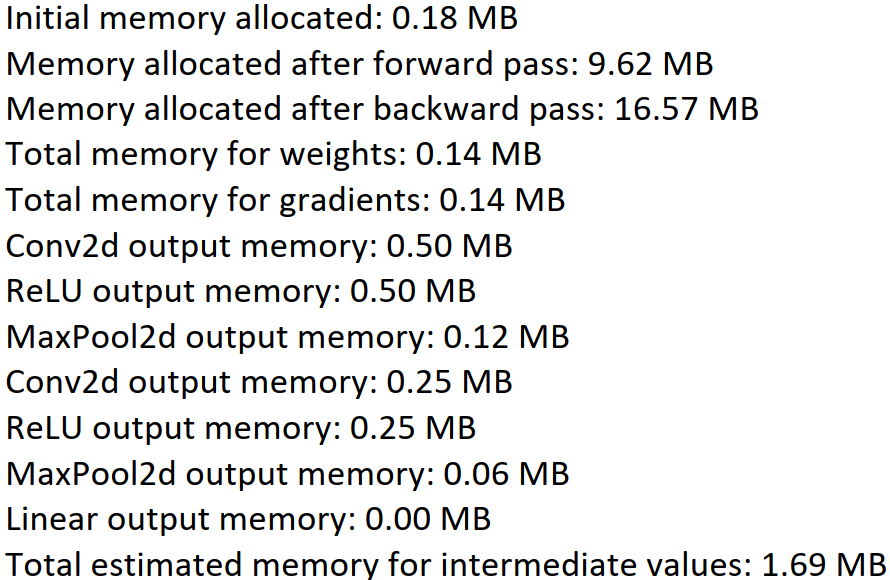 Initial memory allocated: 0.18 MB
Memory allocated after forward pass: 9.62 MB
Memory allocated after backward pass: 16.57 MB
Total memory for weights: 0.14 MB
Total memory for gradients: 0.14 MB
Conv2d output memory: 0.50 MB
ReLU output memory: 0.50 MB
MaxPool2d output memory: 0.12 MB
Conv2d output memory: 0.25 MB
ReLU output memory: 0.25 MB
MaxPool2d output memory: 0.06 MB
Linear output memory: 0.00 MB
Total estimated memory for intermediate values: 1.69 MB